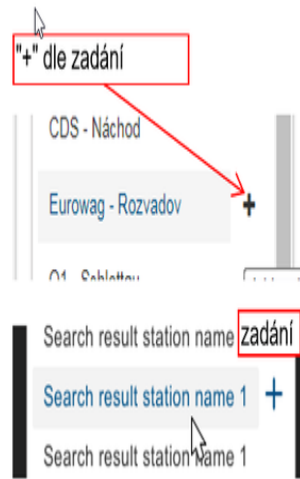 "+" dle zadání
CDS - Náchod
Eurowag - Rozvadov +
Search result station name zadání
Search result station name 1 +
Search result station name 1